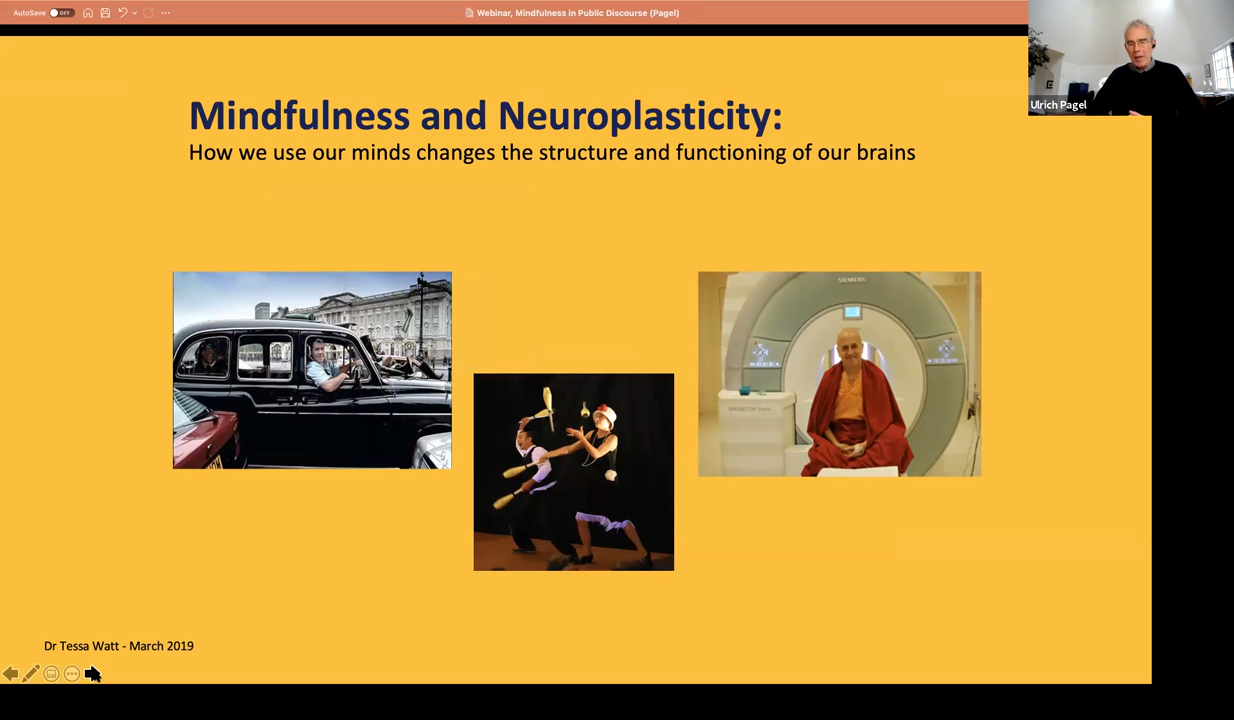 AutoSave OFF
Webinar, Mindfulness in Public Discourse (Pagel)
Ulrich Pagel
Mindfulness and Neuroplasticity:
How we use our minds changes the structure and functioning of our brains
SIEMENS
Dr Tessa Watt - March 2019